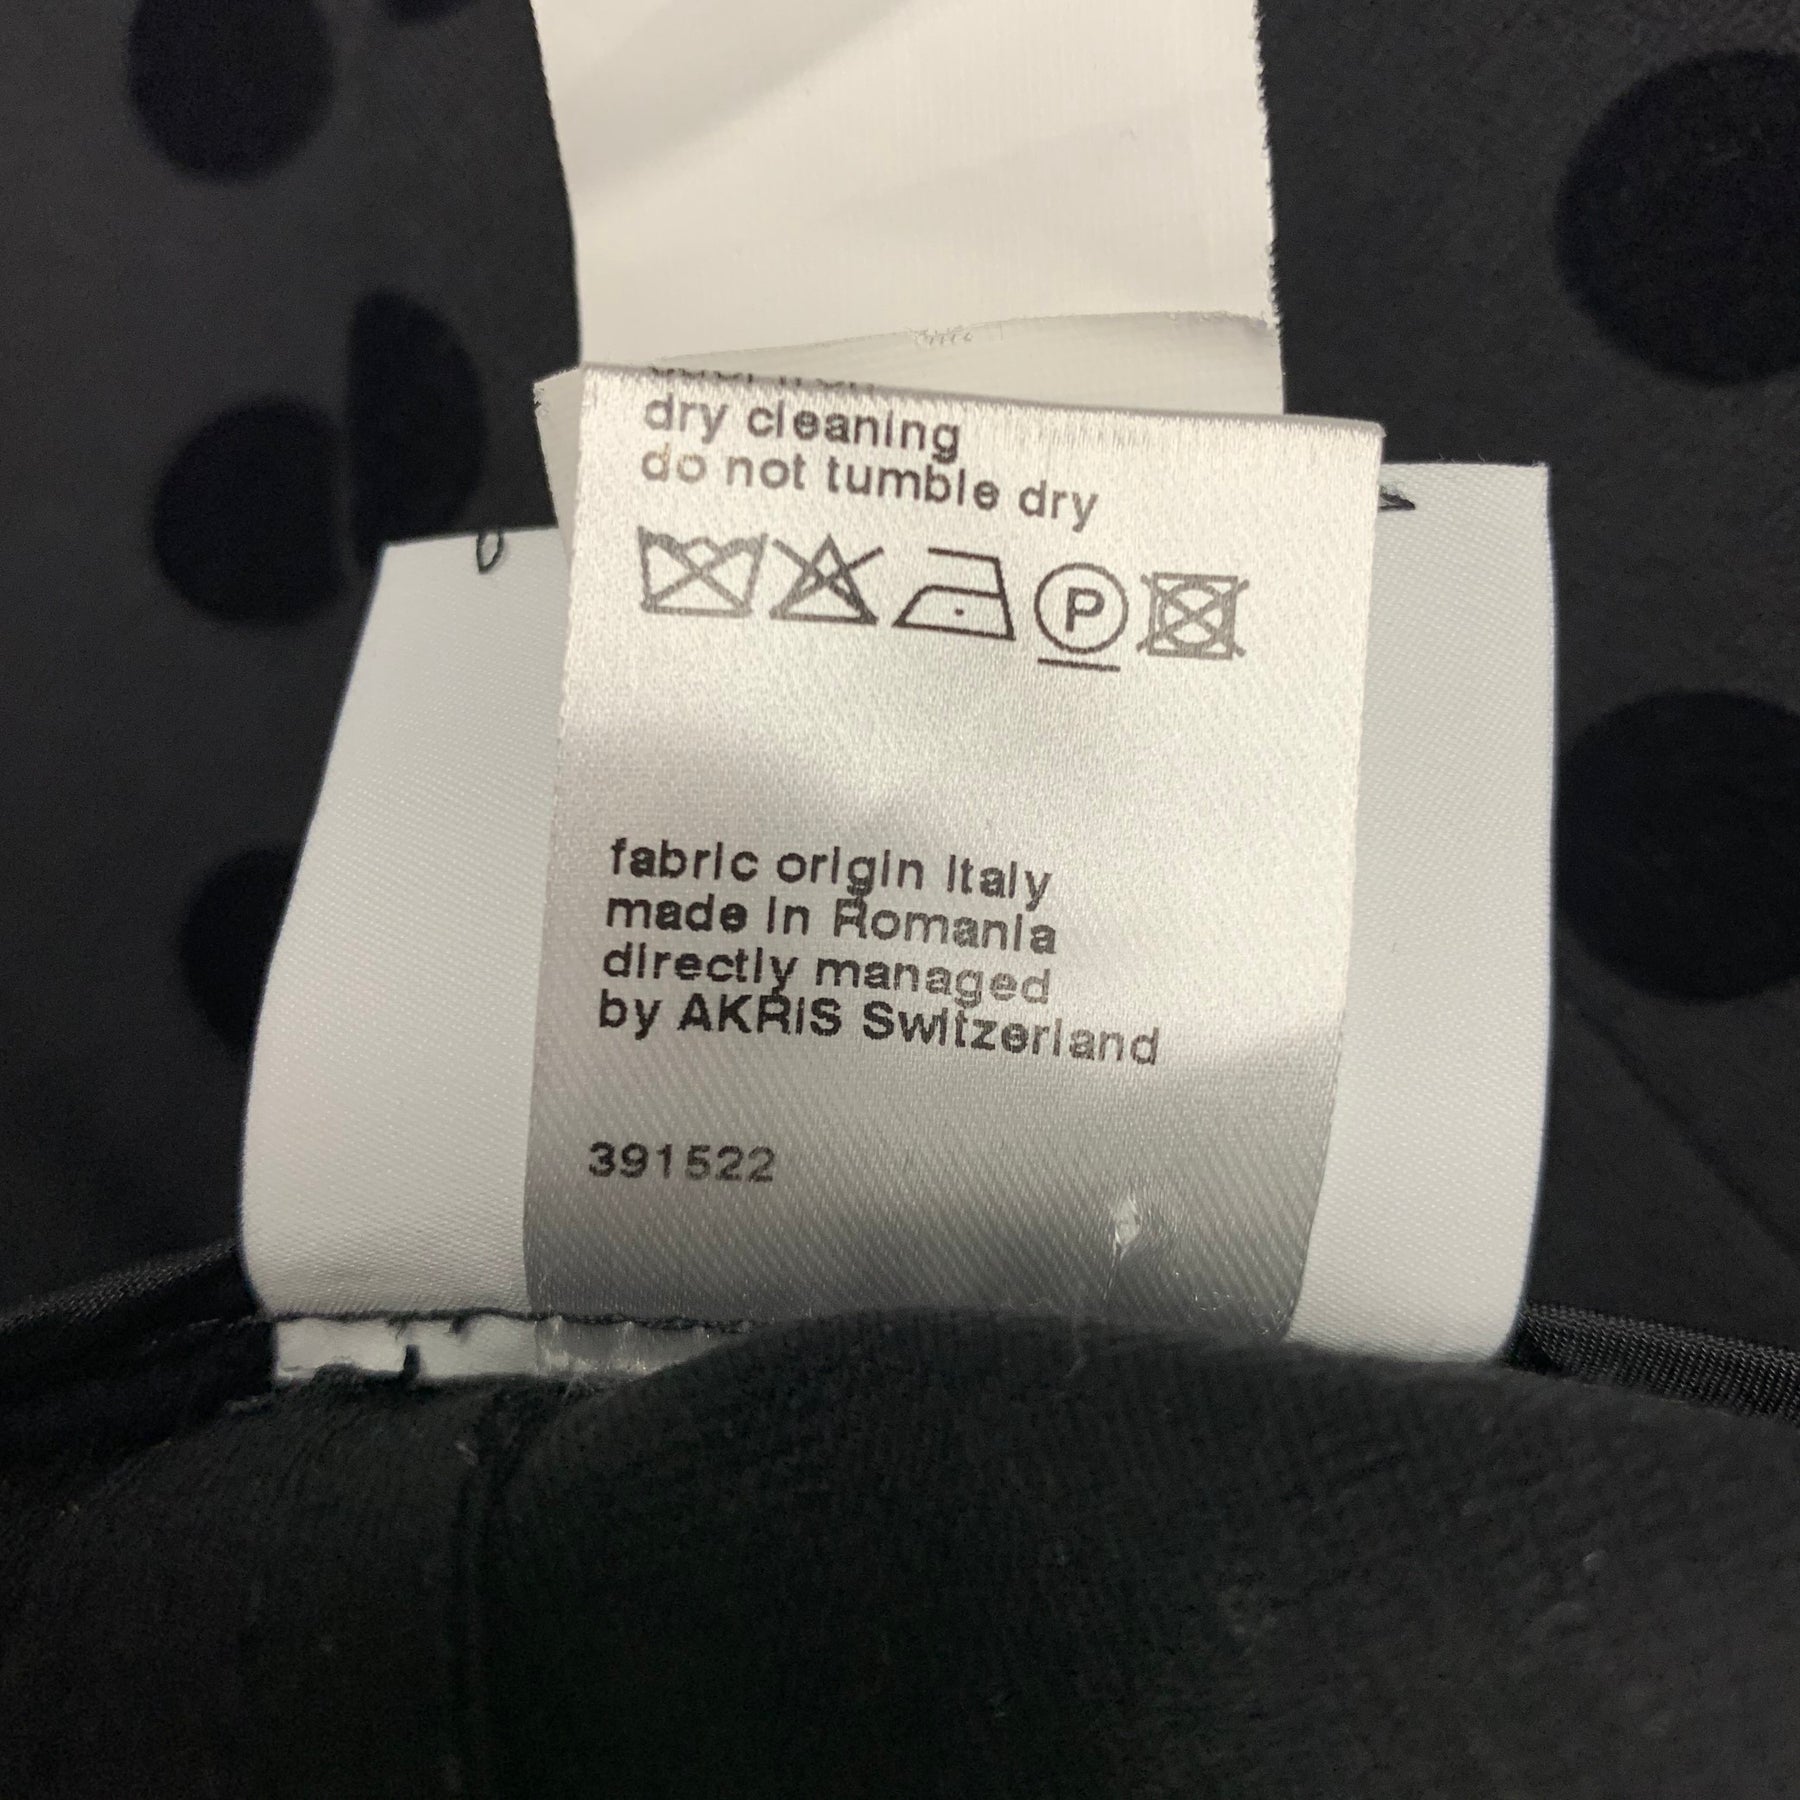 dry cleaning
do not tumble dry
P
fabric origin Italy
made in Romania
directly managed
by AKRIS Switzerland
391522